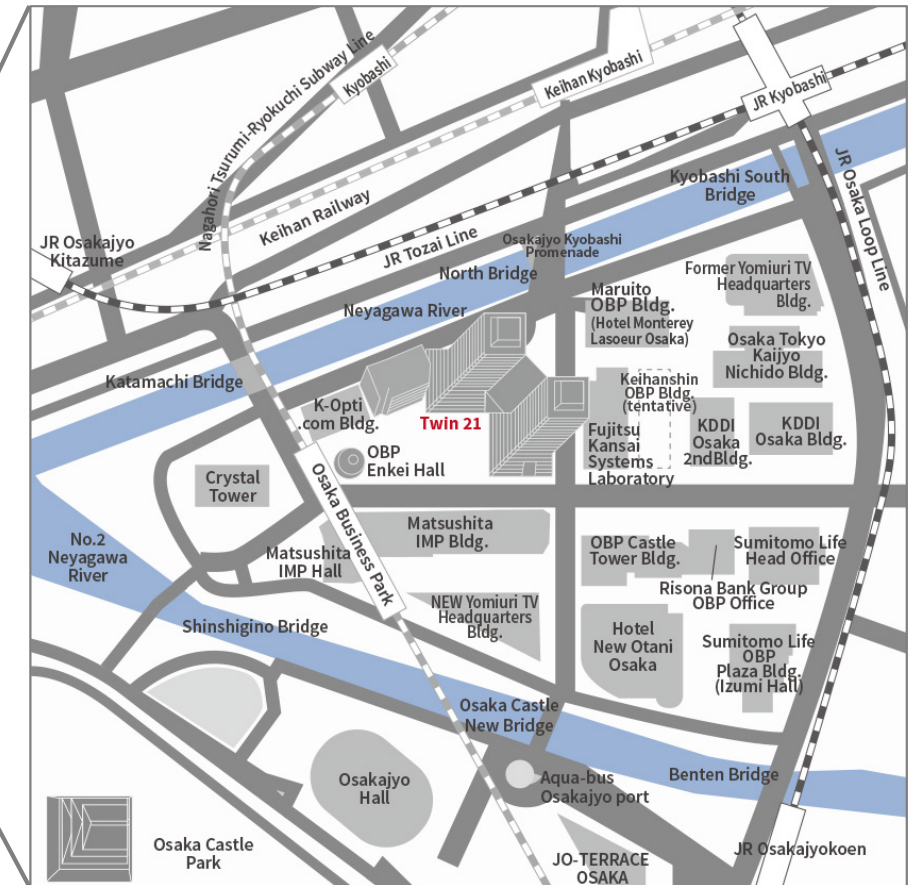 Nagahori Tsurumi-Ryokuchi Subway Line
Kyobashi
Keihan Kyobashi
JR Kyobashi
Kyobashi South
Bridge
JR Osaka Loop Line
JR Osakajyo
Kitazume
Keihan Railway
JR Tozai Line
Osakajyo Kyobashi
Promenade
North Bridge
Neyagawa River
Maruito
OBP Bldg.
(Hotel Monterey
Lasoeur Osaka)
Former Yomiuri TV
Headquarters
Bldg.
Osaka Tokyo
Kaijyo
Nichido Bldg.
Katamachi Bridge
K-Opti
.com Bldg.
Twin 21
Keihanshin
OBP Bldg.
(tentative)
Fujitsu
Kansai
Systems
Laboratory
KDDI
Osaka
2ndBldg.
KDDI
Osaka Bldg.
OBP
Enkei Hall
Crystal
Tower
Osaka Business Park
No.2
Neyagawa
River
Matsushita
IMP Hall
Matsushita
IMP Bldg.
OBP Castle
Tower Bldg.
Sumitomo Life
Head Office
Risona Bank Group
OBP Office
NEW Yomiuri TV
Headquarters
Bldg.
Shinshigino Bridge
Hotel
New Otani
Osaka
Sumitomo Life
OBP
Plaza Bldg.
(Izumi Hall)
Osaka Castle
New Bridge
Osakajyo
Hall
Aqua-bus
Osakajyo port
Benten Bridge
Osaka Castle
Park
JO-TERRACE
OSAKA
JR Osakajyokoen